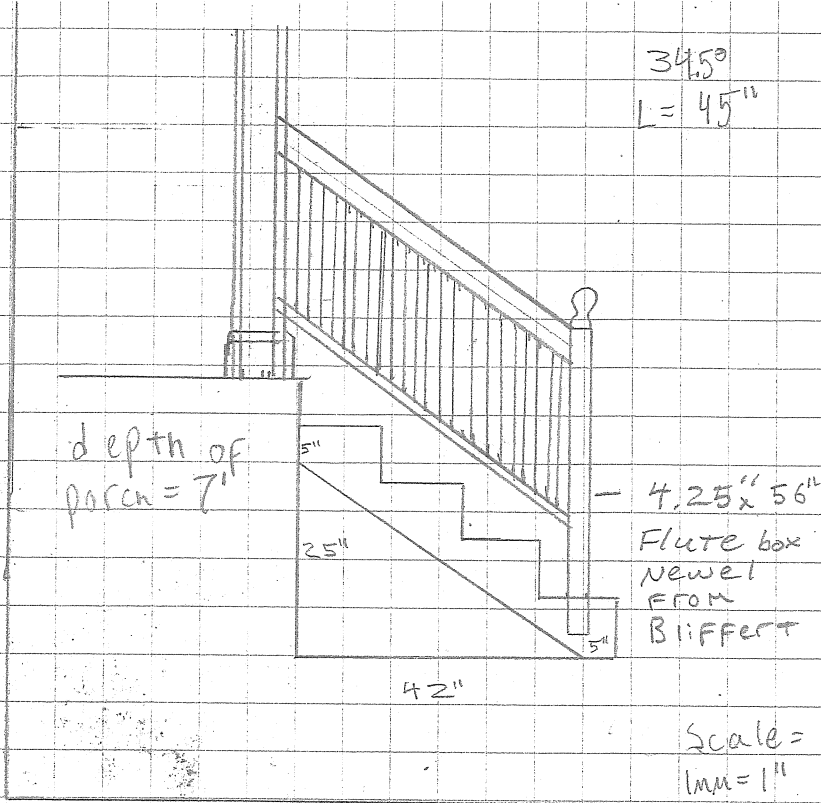 34.5°
L = 45"
depth of
porch = 7'
5"
25"
4.25" x 56"
Flute box
Newel
From
Bliffert
5"
42"
Scale =
1mm = 1"